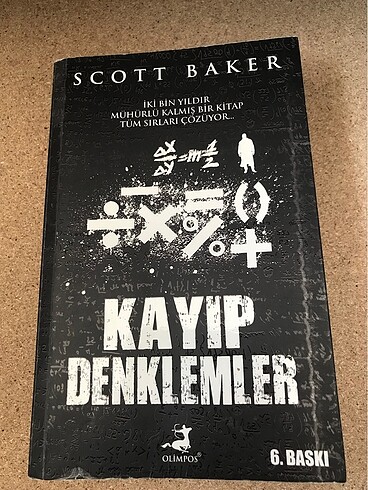 SCOTT BAKER
İKİ BİN YILDIR
MÜHÜRLÜ KALMIŞ BİR KİTAP
TÜM SIRLARI ÇÖZÜYOR...
÷ × = % () +
KAYIP
DENKLEMLER
OLİMPOS®
6. BASKI